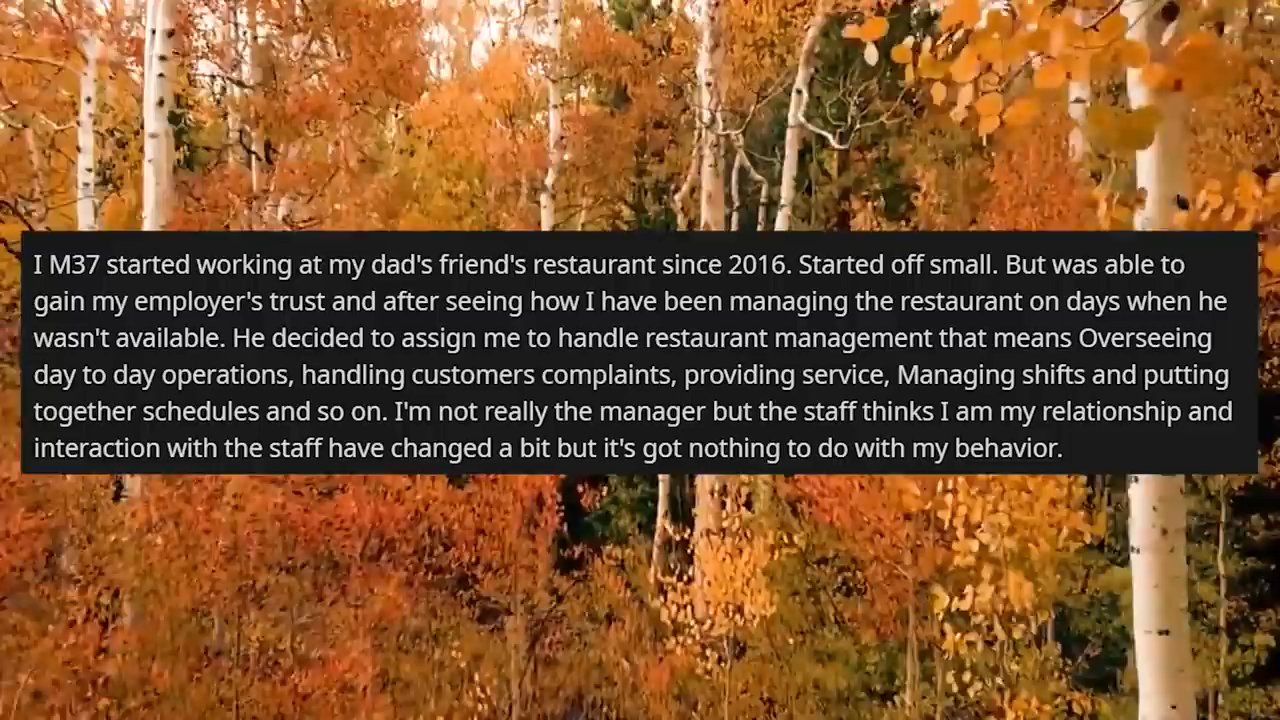 I M37 started working at my dad's friend's restaurant since 2016. Started off small. But was able to
gain my employer's trust and after seeing how I have been managing the restaurant on days when he
wasn't available. He decided to assign me to handle restaurant management that means Overseeing
day to day operations, handling customers complaints, providing service, Managing shifts and putting
together schedules and so on. I'm not really the manager but the staff thinks I am my relationship and
interaction with the staff have changed a bit but it's got nothing to do with my behavior.